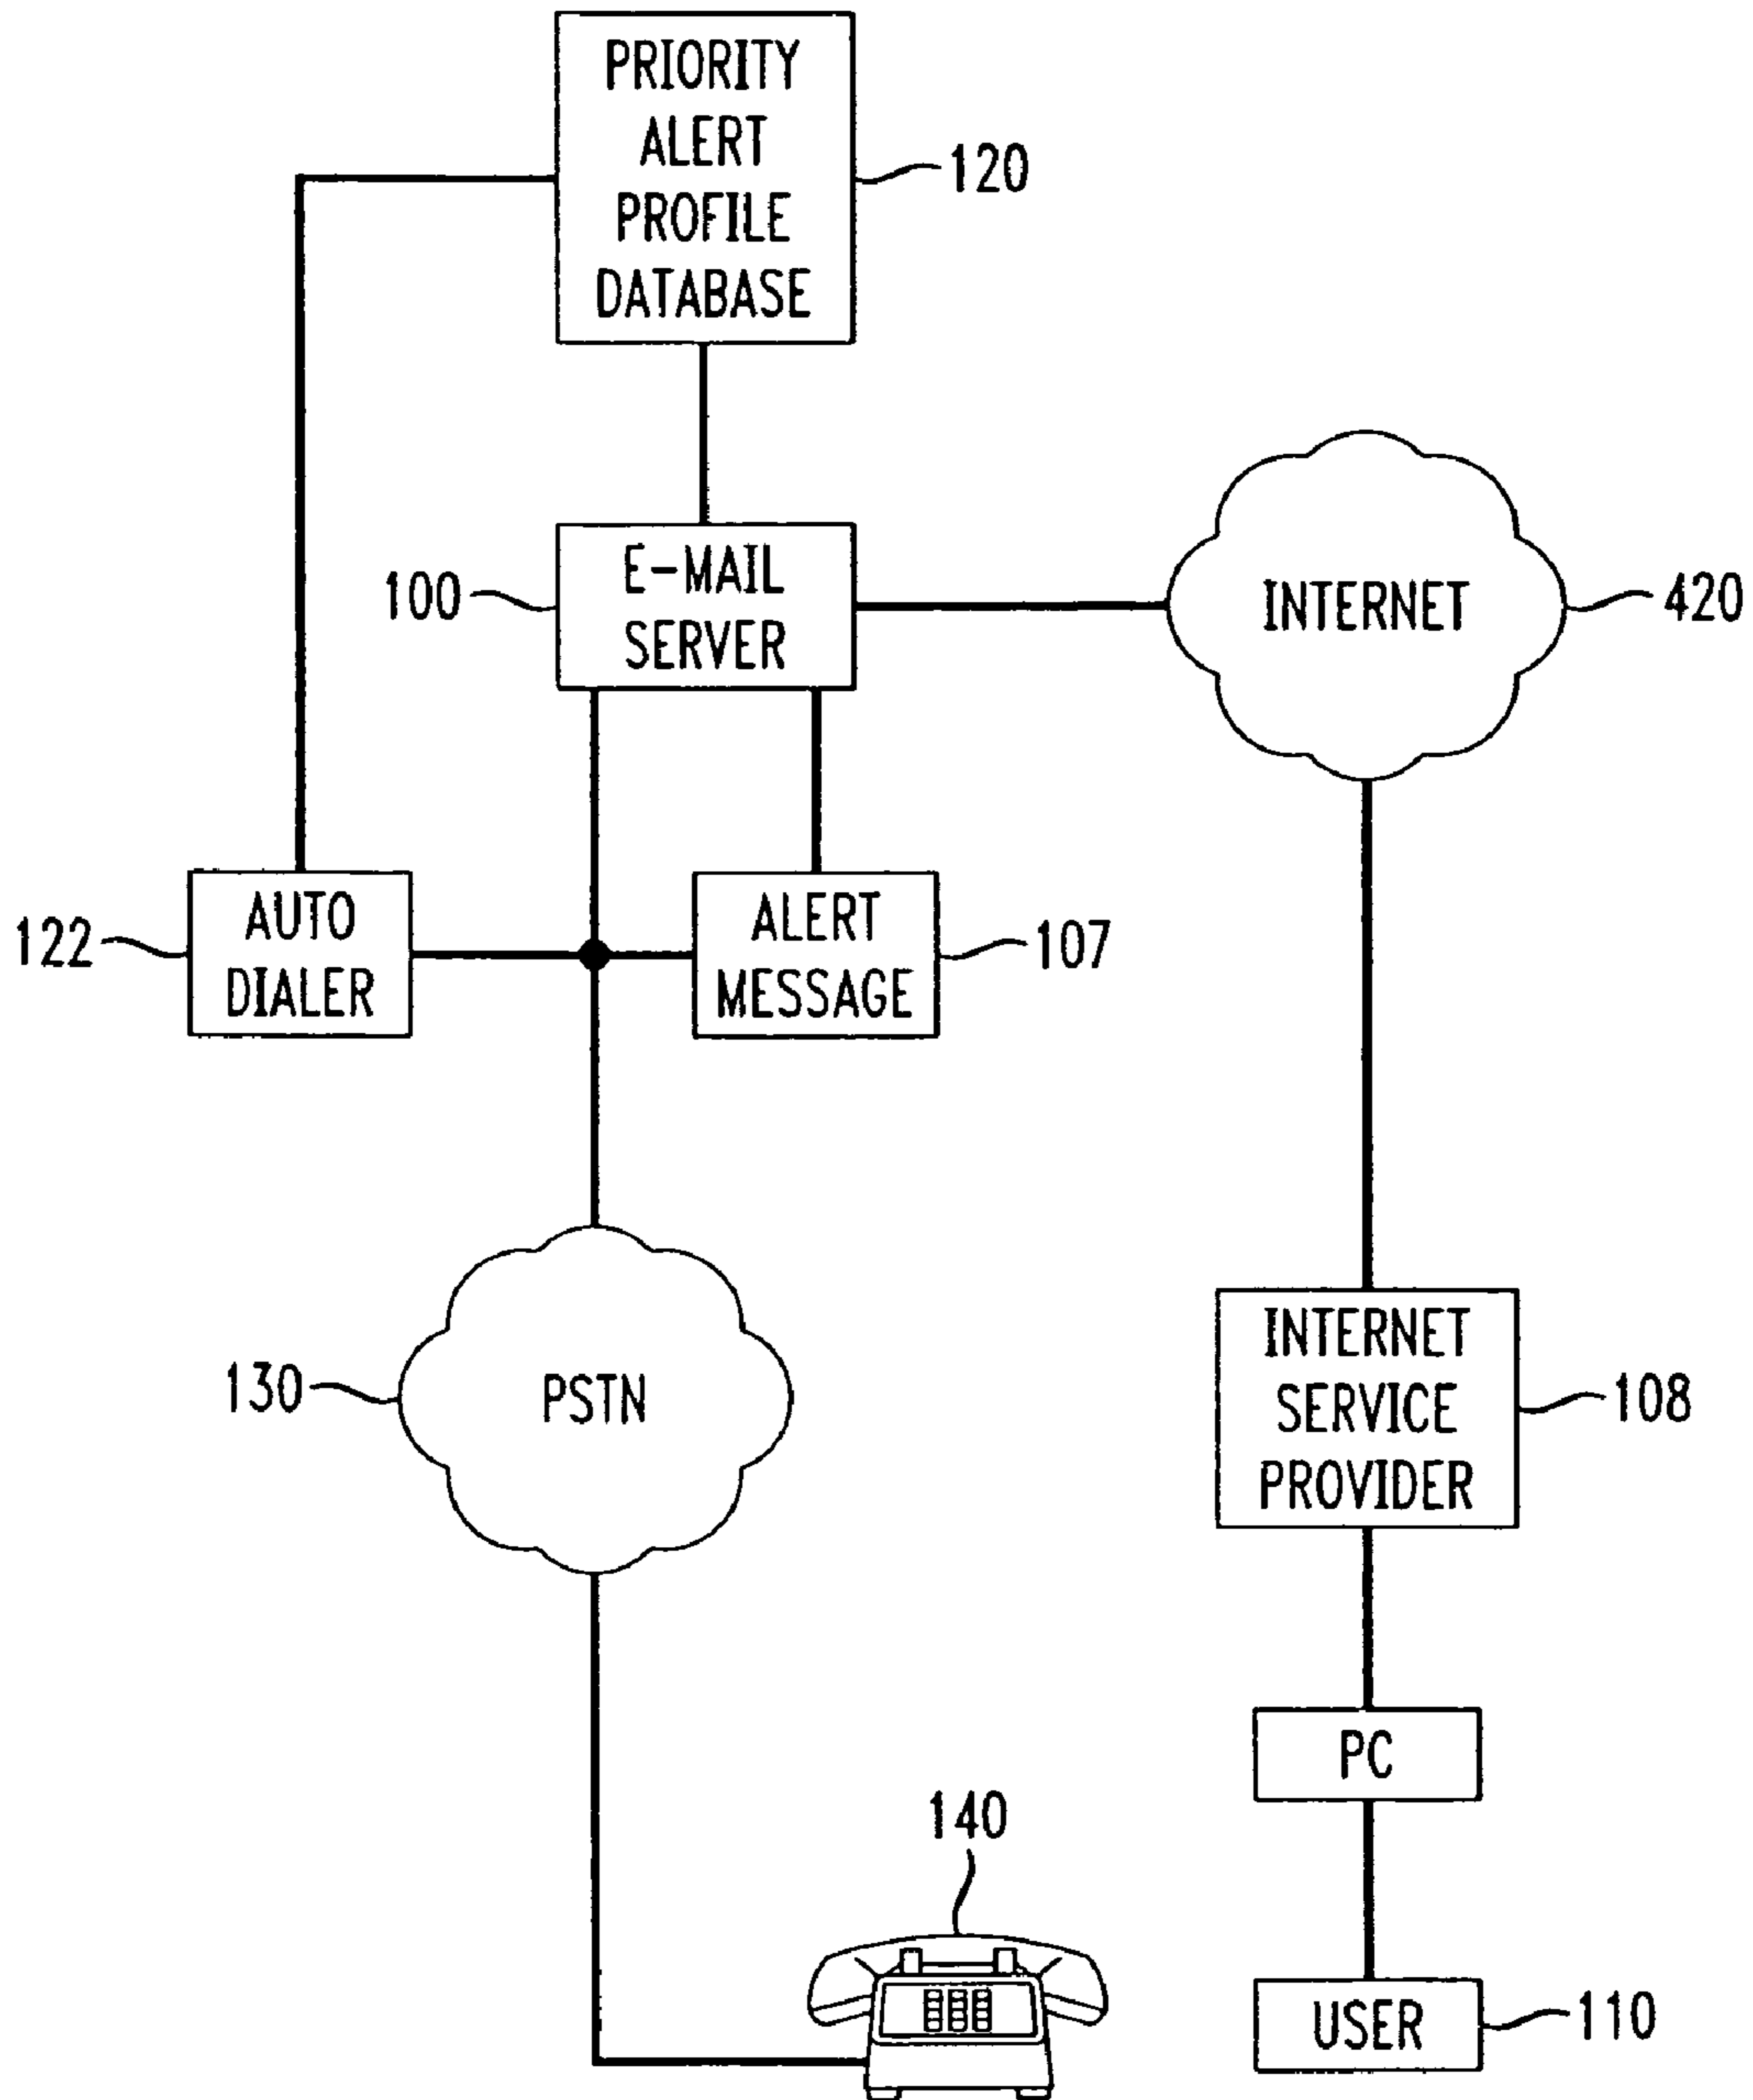 PRIORITY
ALERT
PROFILE
DATABASE
120
E-MAIL
SERVER
100
INTERNET
420
AUTO
DIALER
122
ALERT
MESSAGE
107
PSTN
130
INTERNET
SERVICE
PROVIDER
108
PC
140
USER
110